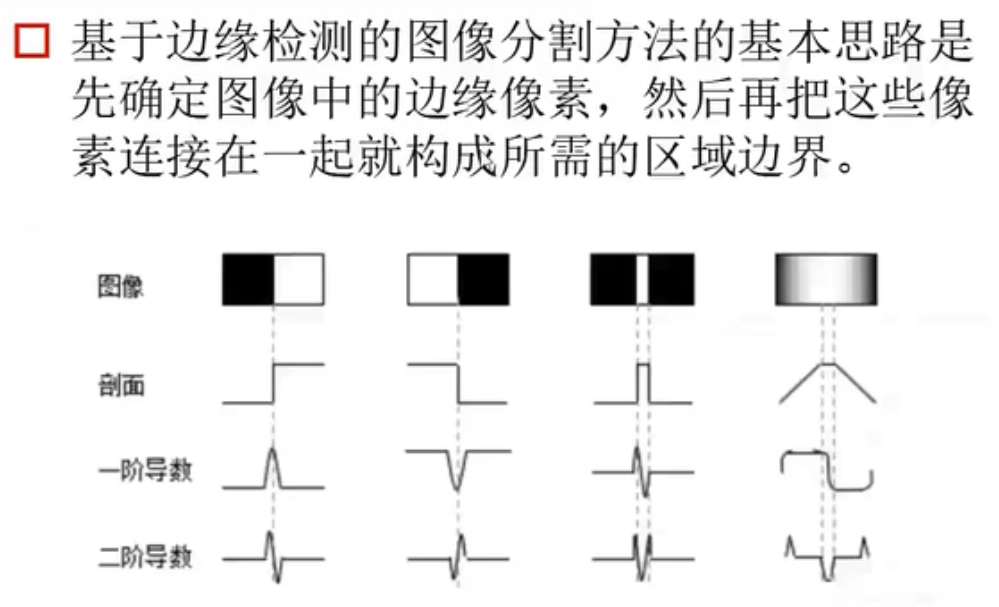 基于边缘检测的图像分割方法的基本思路是
先确定图像中的边缘像素，然后再把这些像
素连接在一起就构成所需的区域边界。
图像
剖面
一阶导数
二阶导数